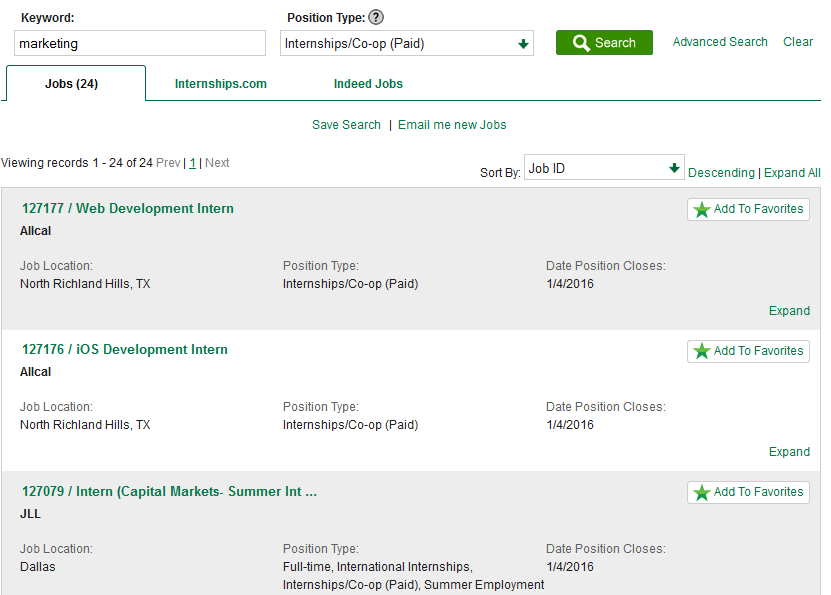 Keyword: Position Type: ?
marketing Internships/Co-op (Paid) Search Advanced Search Clear
Jobs (24) Internships.com Indeed Jobs
Save Search | Email me new Jobs
Viewing records 1 - 24 of 24 Prev | 1 | Next
Sort By: Job ID Descending | Expand All
127177 / Web Development Intern Add To Favorites
Allcal
Job Location: Position Type: Date Position Closes:
North Richland Hills, TX Internships/Co-op (Paid) 1/4/2016
Expand
127176 / iOS Development Intern Add To Favorites
Allcal
Job Location: Position Type: Date Position Closes:
North Richland Hills, TX Internships/Co-op (Paid) 1/4/2016
Expand
127079 / Intern (Capital Markets- Summer Int ... Add To Favorites
JLL
Job Location: Position Type: Date Position Closes:
Dallas Full-time, International Internships, 1/4/2016
Internships/Co-op (Paid), Summer Employment